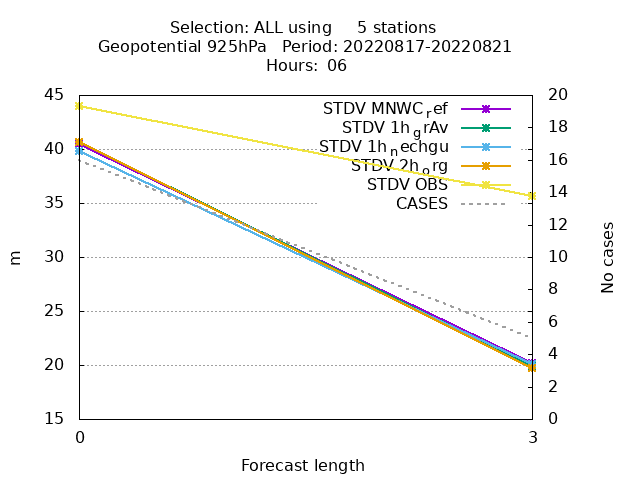 Selection: ALL using     5 stations
Geopotential 925hPa   Period: 20220817-20220821
Hours: 06
45
40
35
30
25
20
15
m
20
18
16
14
12
10
8
6
4
2
0
No cases
STDV MNWC_ref
STDV 1h_grAv
STDV 1h_nechgu
STDV 2h_org
STDV OBS
CASES
0
3
Forecast length